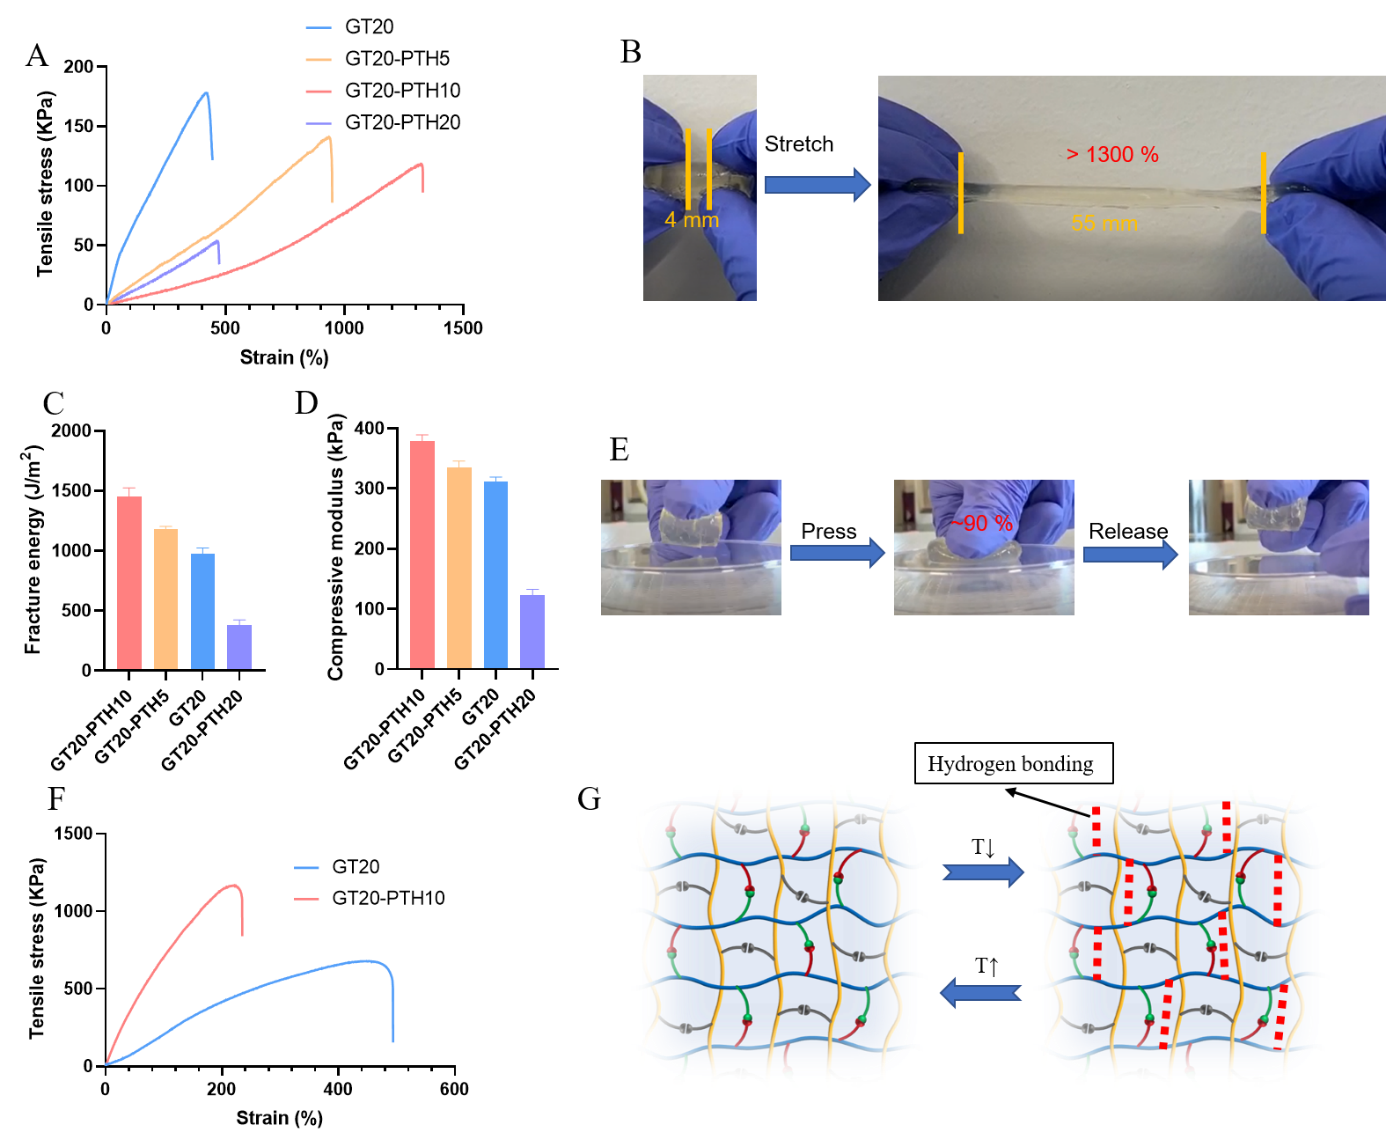 A
GT20
GT20-PTH5
GT20-PTH10
GT20-PTH20
Tensile stress (KPa)
200
150
100
50
0
0 500 1000 1500
Strain (%)
B
4 mm
Stretch
> 1300 %
55 mm
C
Fracture energy (J/m²)
2000
1500
1000
500
0
GT20-PTH10
GT20-PTH5
GT20
GT20-PTH20
D
Compressive modulus (kPa)
400
300
200
100
0
GT20-PTH10
GT20-PTH5
GT20
GT20-PTH20
E
Press
~90 %
Release
F
GT20
GT20-PTH10
Tensile stress (KPa)
1500
1000
500
0
0 200 400 600
Strain (%)
G
Hydrogen bonding
T↓
T↑